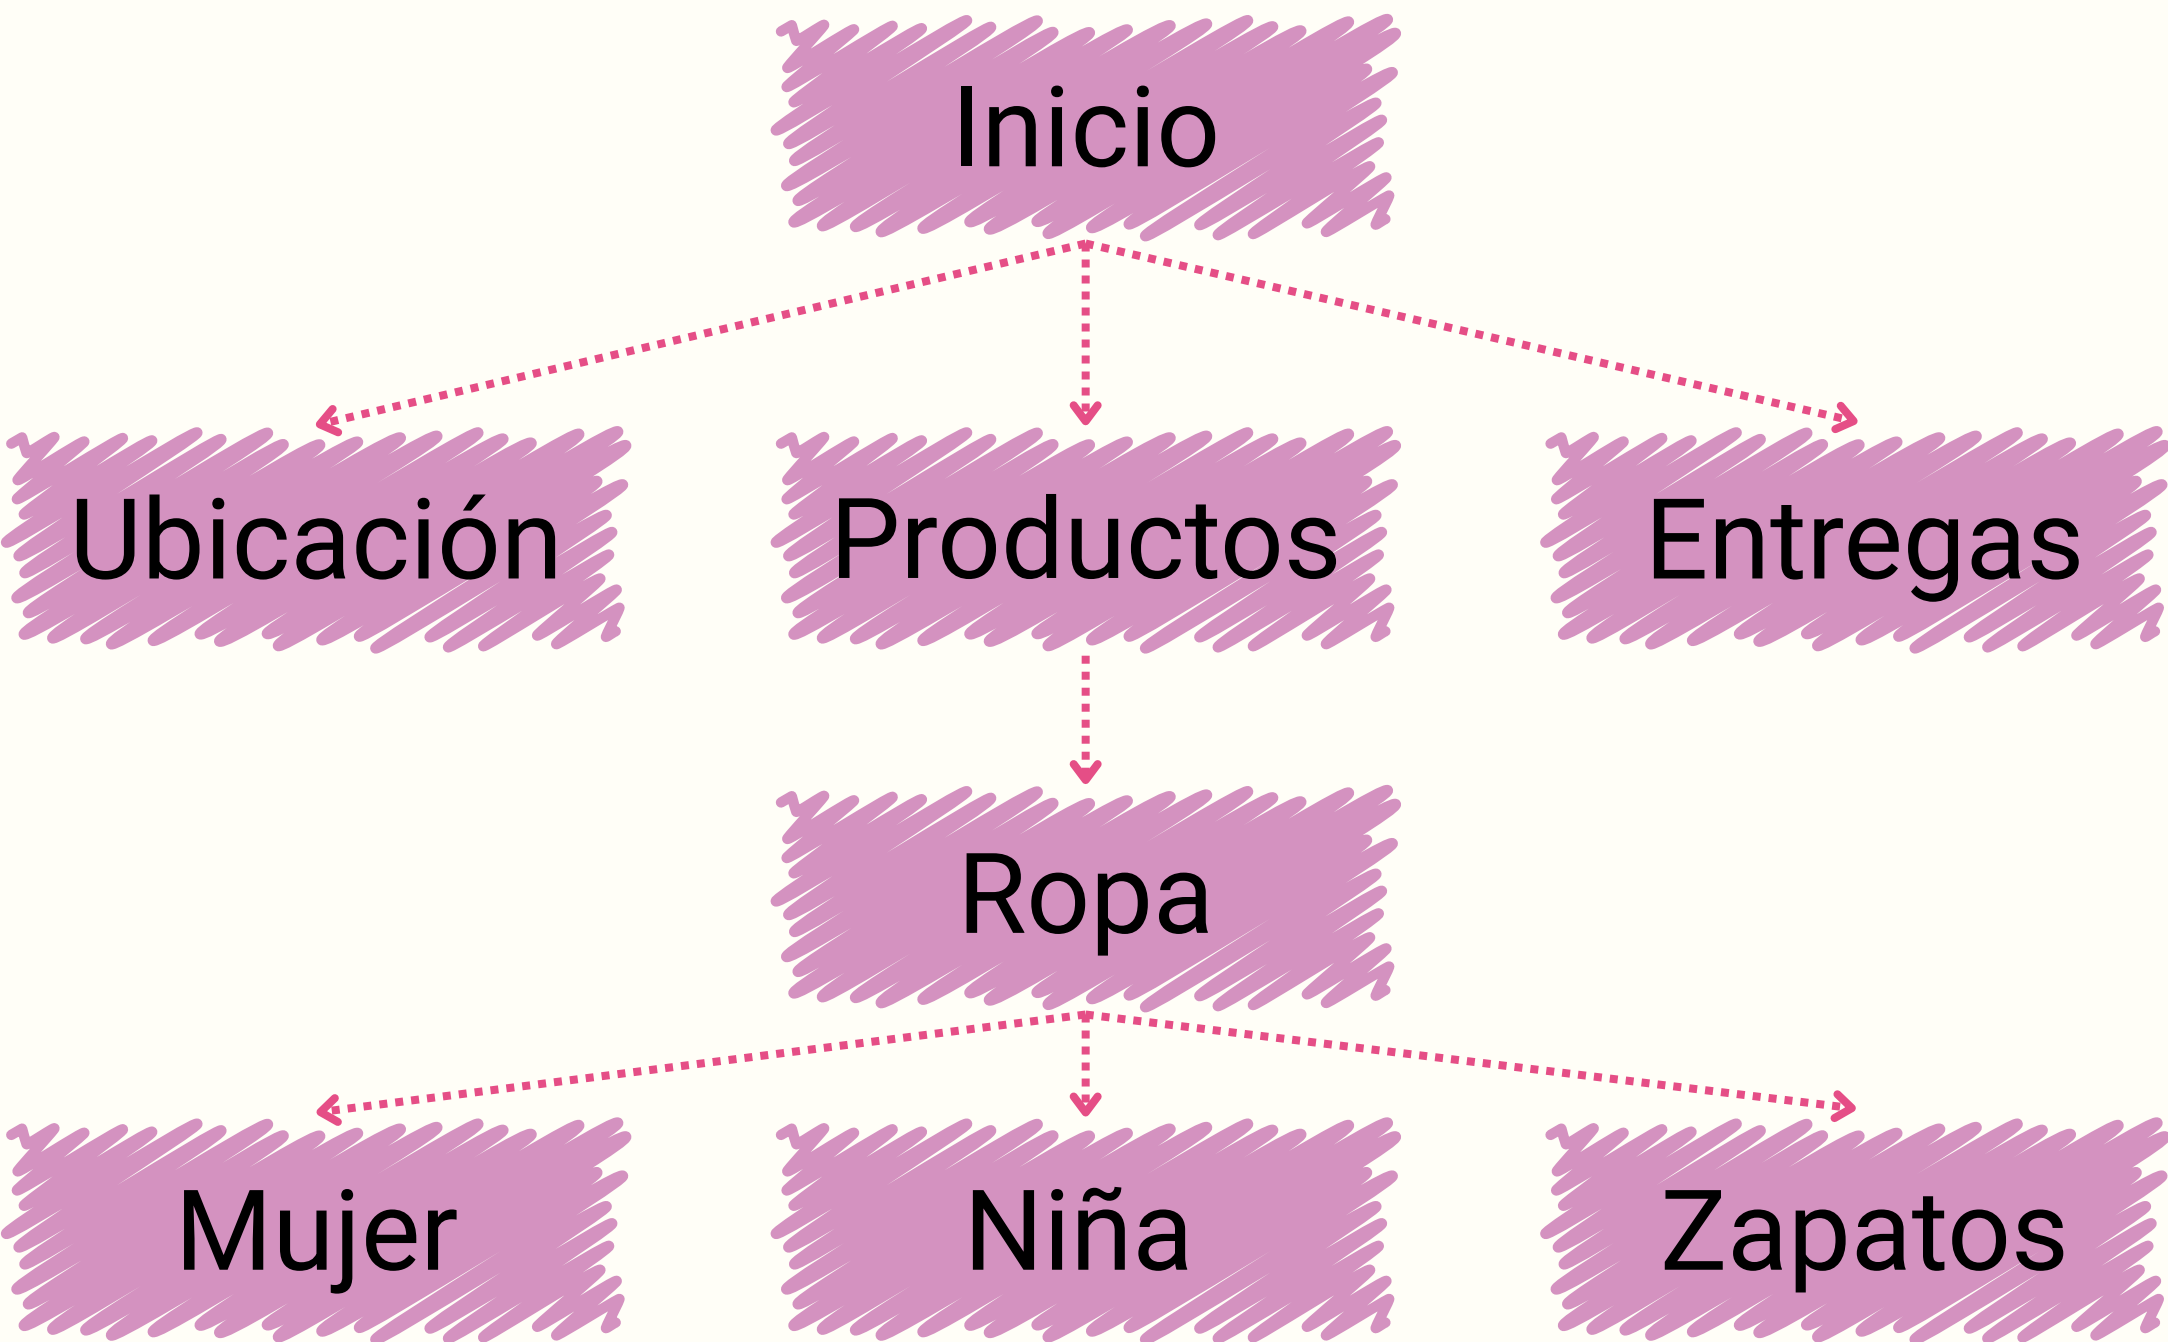 Inicio
Ubicación
Productos
Entregas
Ropa
Mujer
Niña
Zapatos